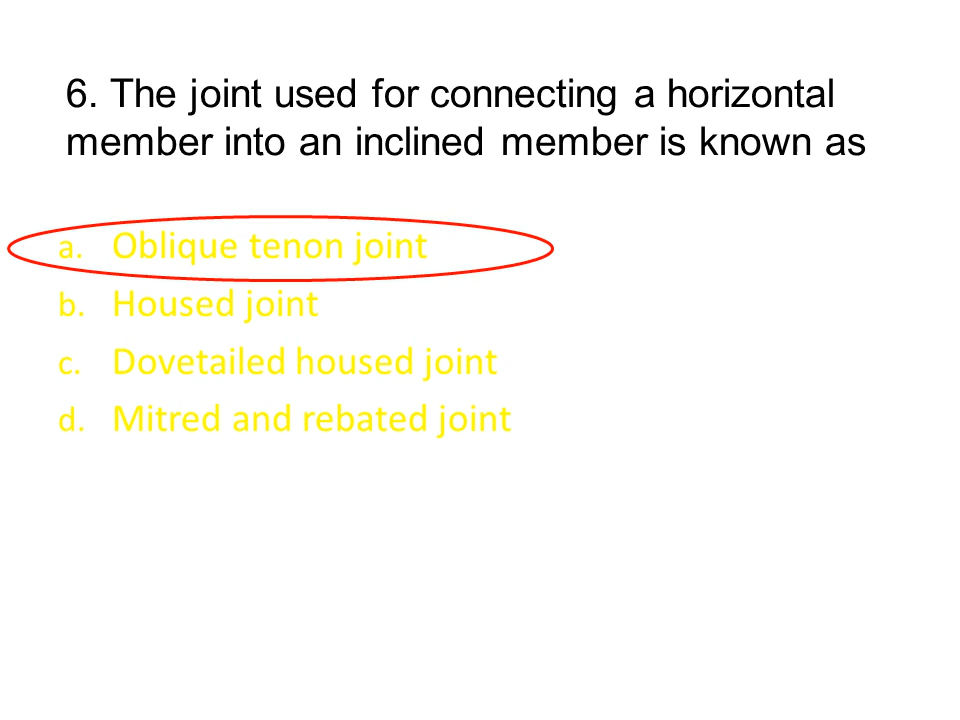 6. The joint used for connecting a horizontal
member into an inclined member is known as
a. Oblique tenon joint
b. Housed joint
c. Dovetailed housed joint
d. Mitred and rebated joint